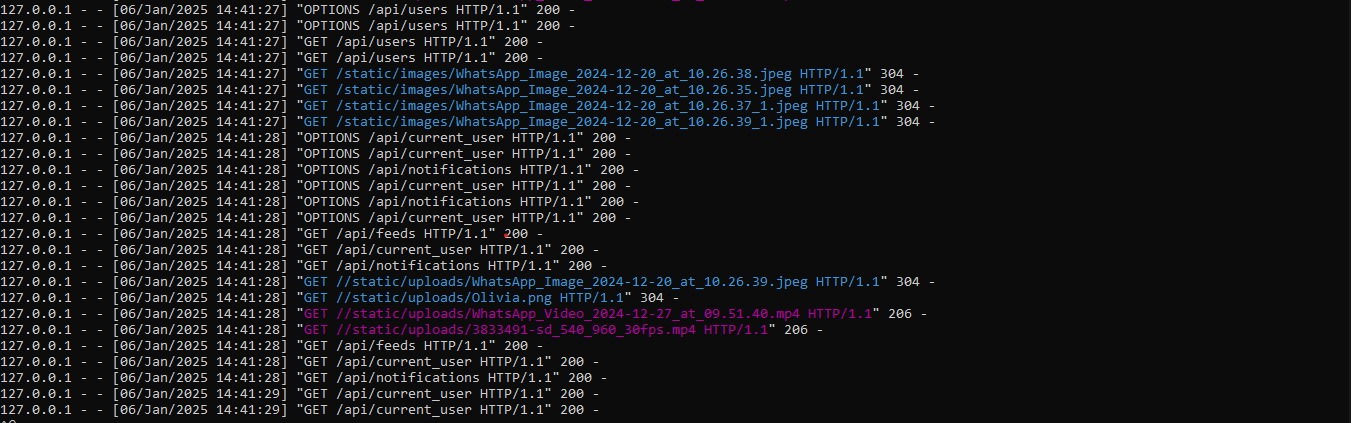 127.0.0.1 - - [06/Jan/2025 14:41:27] "OPTIONS /api/users HTTP/1.1" 200 -
127.0.0.1 - - [06/Jan/2025 14:41:27] "OPTIONS /api/users HTTP/1.1" 200 -
127.0.0.1 - - [06/Jan/2025 14:41:27] "GET /api/users HTTP/1.1" 200 -
127.0.0.1 - - [06/Jan/2025 14:41:27] "GET /api/users HTTP/1.1" 200 -
127.0.0.1 - - [06/Jan/2025 14:41:27] "GET /static/images/WhatsApp_Image_2024-12-20_at_10.26.38.jpeg HTTP/1.1" 304 -
127.0.0.1 - - [06/Jan/2025 14:41:27] "GET /static/images/WhatsApp_Image_2024-12-20_at_10.26.35.jpeg HTTP/1.1" 304 -
127.0.0.1 - - [06/Jan/2025 14:41:27] "GET /static/images/WhatsApp_Image_2024-12-20_at_10.26.37_1.jpeg HTTP/1.1" 304 -
127.0.0.1 - - [06/Jan/2025 14:41:27] "GET /static/images/WhatsApp_Image_2024-12-20_at_10.26.39_1.jpeg HTTP/1.1" 304 -
127.0.0.1 - - [06/Jan/2025 14:41:28] "OPTIONS /api/current_user HTTP/1.1" 200 -
127.0.0.1 - - [06/Jan/2025 14:41:28] "OPTIONS /api/current_user HTTP/1.1" 200 -
127.0.0.1 - - [06/Jan/2025 14:41:28] "OPTIONS /api/notifications HTTP/1.1" 200 -
127.0.0.1 - - [06/Jan/2025 14:41:28] "OPTIONS /api/current_user HTTP/1.1" 200 -
127.0.0.1 - - [06/Jan/2025 14:41:28] "OPTIONS /api/notifications HTTP/1.1" 200 -
127.0.0.1 - - [06/Jan/2025 14:41:28] "OPTIONS /api/current_user HTTP/1.1" 200 -
127.0.0.1 - - [06/Jan/2025 14:41:28] "GET /api/feeds HTTP/1.1" 200 -
127.0.0.1 - - [06/Jan/2025 14:41:28] "GET /api/current_user HTTP/1.1" 200 -
127.0.0.1 - - [06/Jan/2025 14:41:28] "GET /api/notifications HTTP/1.1" 200 -
127.0.0.1 - - [06/Jan/2025 14:41:28] "GET //static/uploads/WhatsApp_Image_2024-12-20_at_10.26.39.jpeg HTTP/1.1" 304 -
127.0.0.1 - - [06/Jan/2025 14:41:28] "GET //static/uploads/Olivia.png HTTP/1.1" 304 -
127.0.0.1 - - [06/Jan/2025 14:41:28] "GET //static/uploads/WhatsApp_Video_2024-12-27_at_09.51.40.mp4 HTTP/1.1" 206 -
127.0.0.1 - - [06/Jan/2025 14:41:28] "GET //static/uploads/3833491-sd_540_960_30fps.mp4 HTTP/1.1" 206 -
127.0.0.1 - - [06/Jan/2025 14:41:28] "GET /api/feeds HTTP/1.1" 200 -
127.0.0.1 - - [06/Jan/2025 14:41:28] "GET /api/current_user HTTP/1.1" 200 -
127.0.0.1 - - [06/Jan/2025 14:41:28] "GET /api/notifications HTTP/1.1" 200 -
127.0.0.1 - - [06/Jan/2025 14:41:29] "GET /api/current_user HTTP/1.1" 200 -
127.0.0.1 - - [06/Jan/2025 14:41:29] "GET /api/current_user HTTP/1.1" 200 -